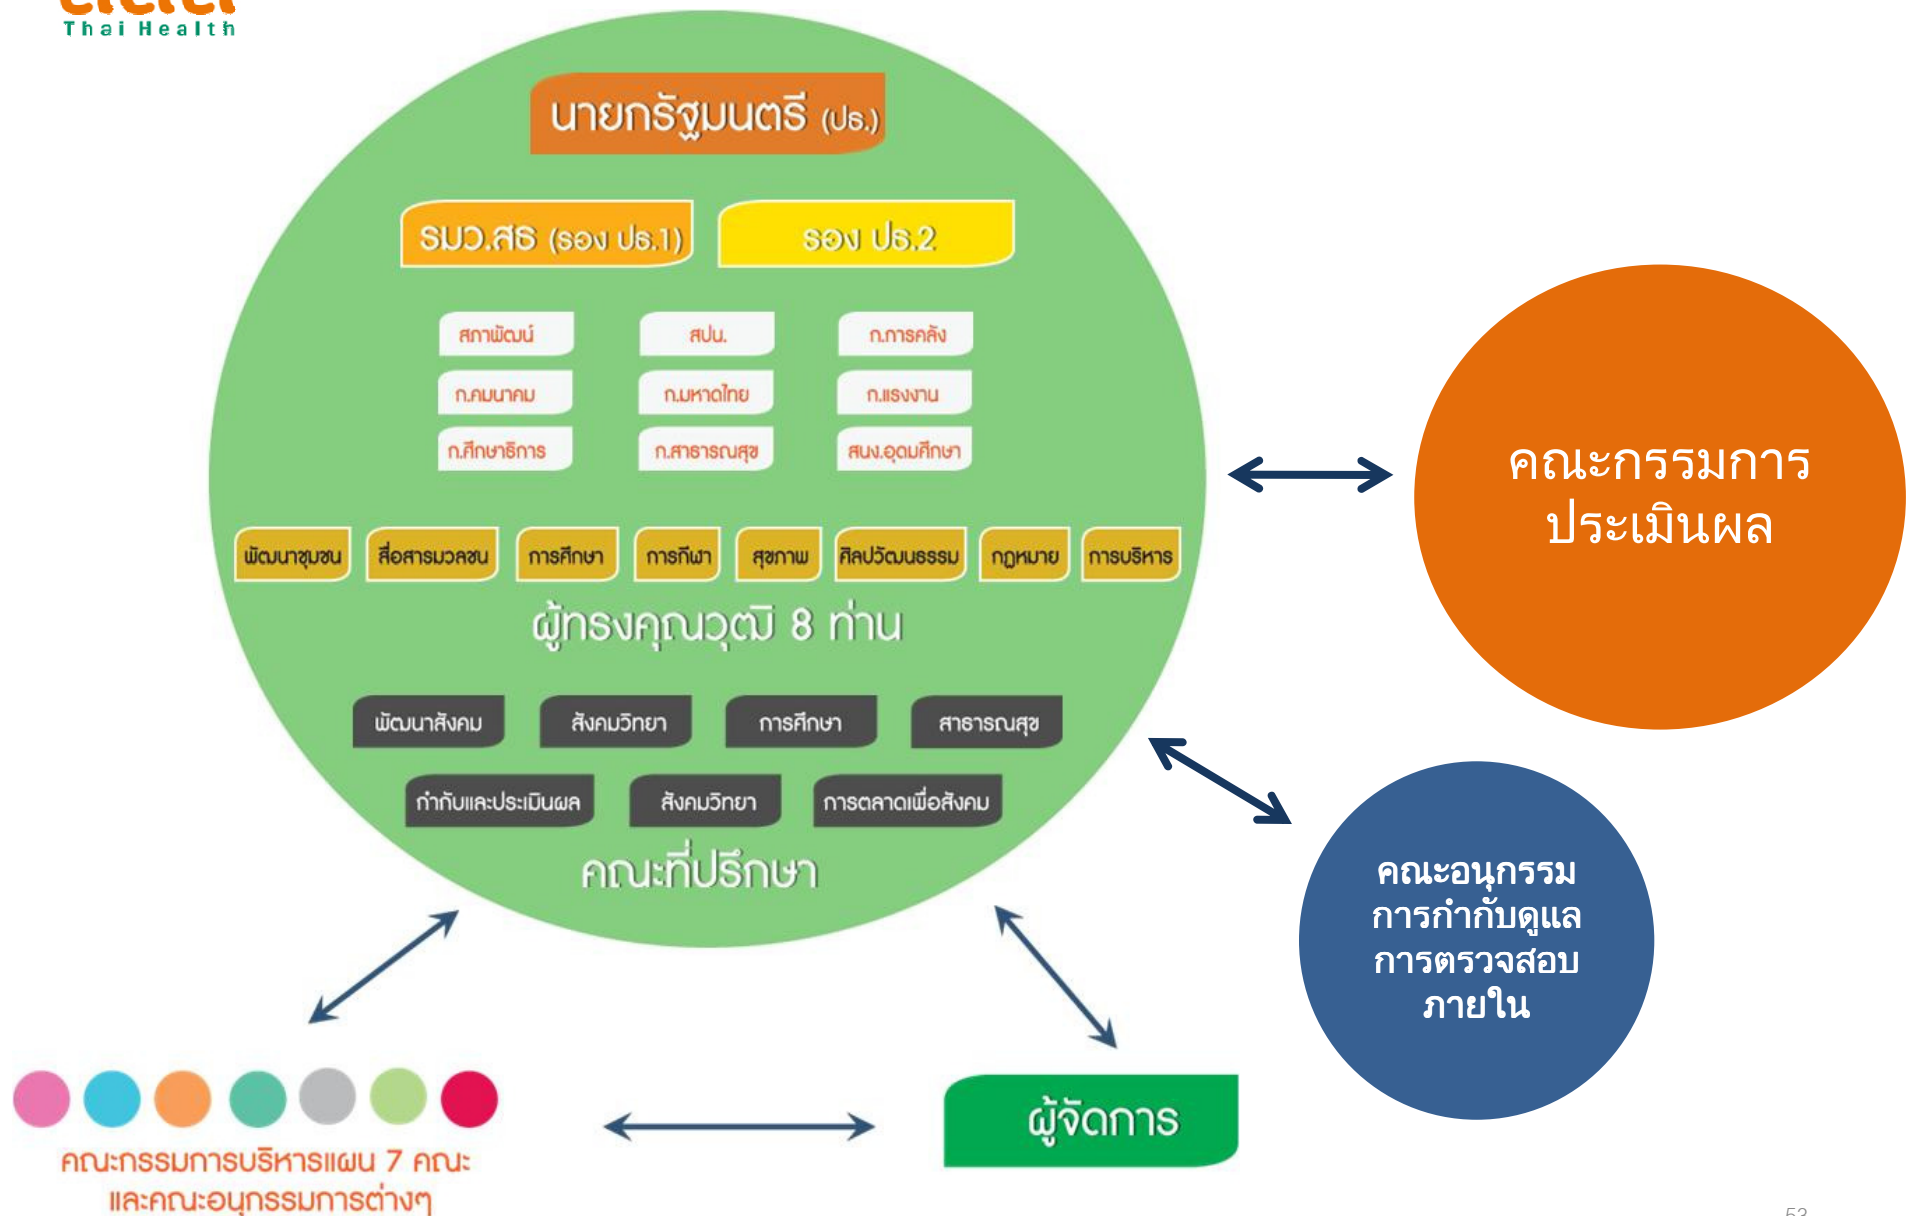 Thai Health
นายกรัฐมนตรี (ปธ.)
รมว.สธ (รอง ปธ.1)
รอง ปธ.2
สภาพัฒน์
สปน.
ก.การคลัง
ก.คมนาคม
ก.มหาดไทย
ก.แรงงาน
ก.ศึกษาธิการ
ก.สาธารณสุข
สนง.อุดมศึกษา
พัฒนาชุมชน
สื่อสารมวลชน
การศึกษา
การกีฬา
สุขภาพ
ศิลปวัฒนธรรม
กฎหมาย
การบริหาร
ผู้ทรงคุณวุฒิ 8 ท่าน
พัฒนาสังคม
สังคมวิทยา
การศึกษา
สาธารณสุข
กำกับและประเมินผล
สังคมวิทยา
การตลาดเพื่อสังคม
คณะที่ปรึกษา
คณะกรรมการ
ประเมินผล
คณะอนุกรรม
การกำกับดูแล
การตรวจสอบ
ภายใน
คณะกรรมการบริหารแผน 7 คณะ
และคณะอนุกรรมการต่างๆ
ผู้จัดการ
53